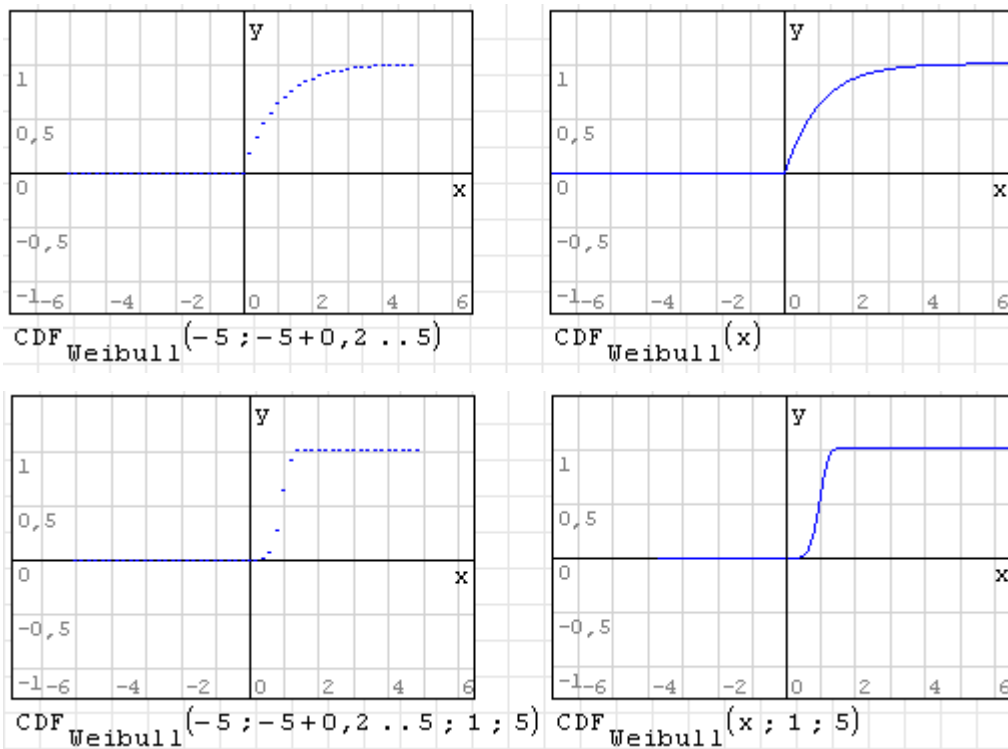 y
1
0,5
0
x
-0,5
-1 -6 -4 -2 0 2 4 6
CDF Weibull(-5 ; -5+0,2 .. 5)
y
1
0,5
0
x
-0,5
-1 -6 -4 -2 0 2 4 6
CDF Weibull(x)
y
1
0,5
0
x
-0,5
-1 -6 -4 -2 0 2 4 6
CDF Weibull(-5 ; -5+0,2 .. 5 ; 1 ; 5)
y
1
0,5
0
x
-0,5
-1 -6 -4 -2 0 2 4 6
CDF Weibull(x ; 1 ; 5)